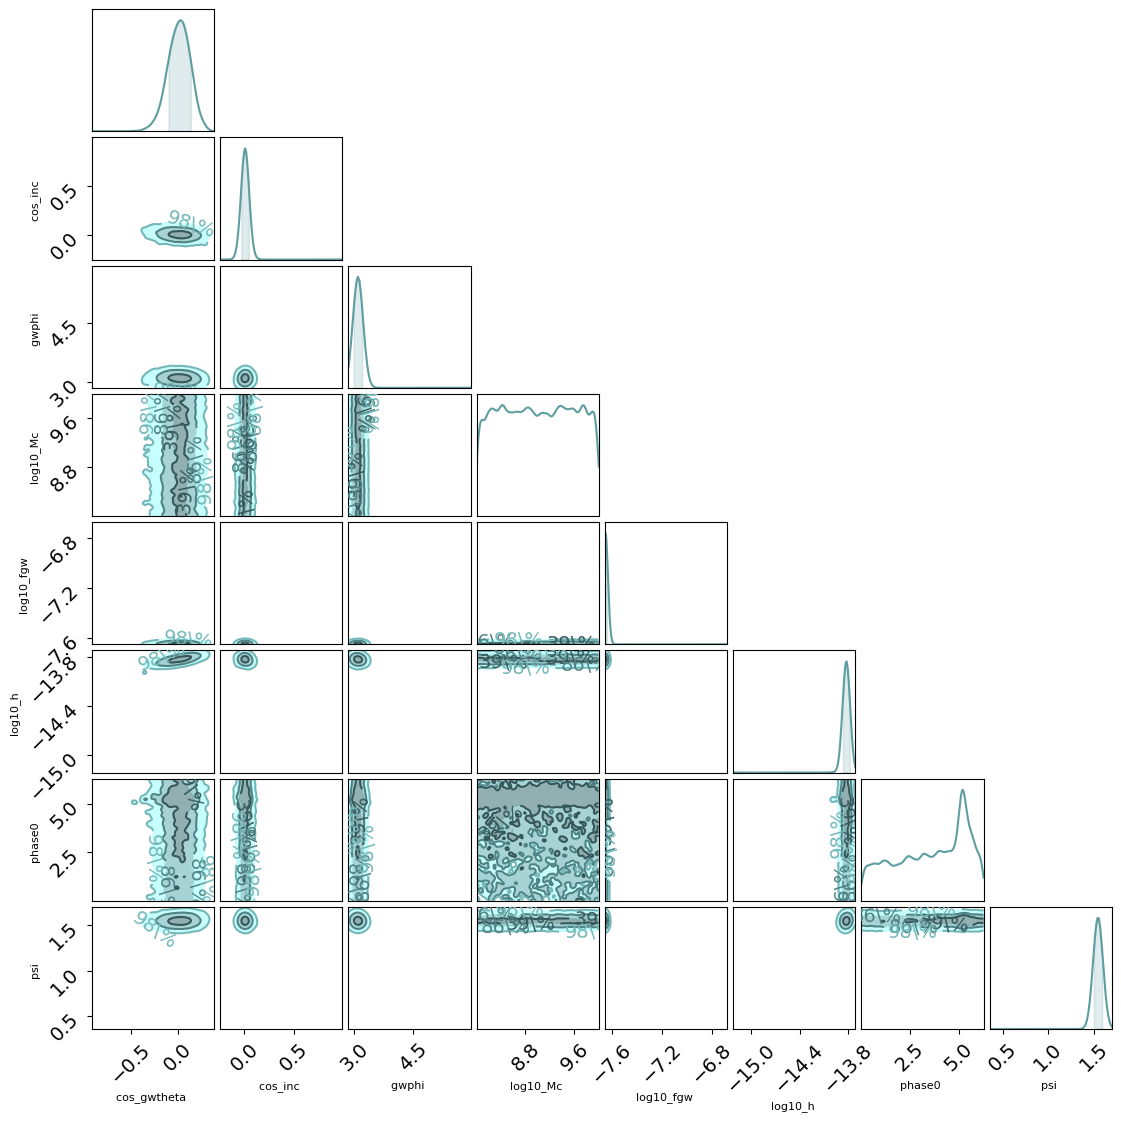 cos_inc
0.5
0.0
98\%
gwphi
4.5
3.0
log10_Mc
9.6
8.8
log10_fgw
−6.8
−7.2
−7.6
98\%
39\%
log10_h
−13.8
−14.4
−15.0
phase0
5.0
2.5
psi
1.5
1.0
0.5
−0.5 0.0 0.0 0.5 3.0 4.5 8.8 9.6 −7.6 −7.2 −6.8 −15.0 −14.4 −13.8 2.5 5.0 0.5 1.0 1.5
cos_gwtheta cos_inc gwphi log10_Mc log10_fgw log10_h phase0 psi